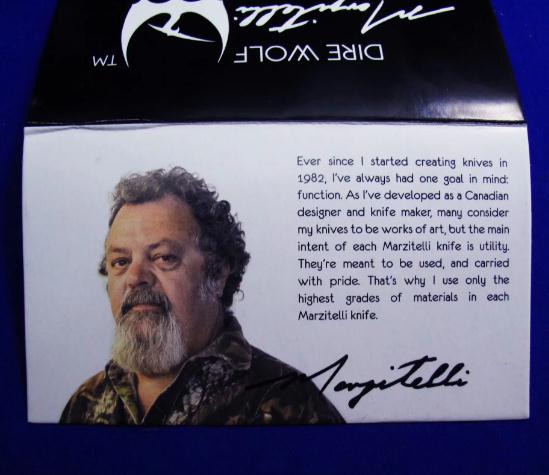 Marzitelli
DIRE WOLF
TM
Ever since I started creating knives in
1982, I've always had one goal in mind:
function. As I've developed as a Canadian
designer and knife maker, many consider
my knives to be works of art, but the main
intent of each Marzitelli knife is utility.
They're meant to be used, and carried
with pride. That's why I use only the
highest grades of materials in each
Marzitelli knife.
Marzitelli